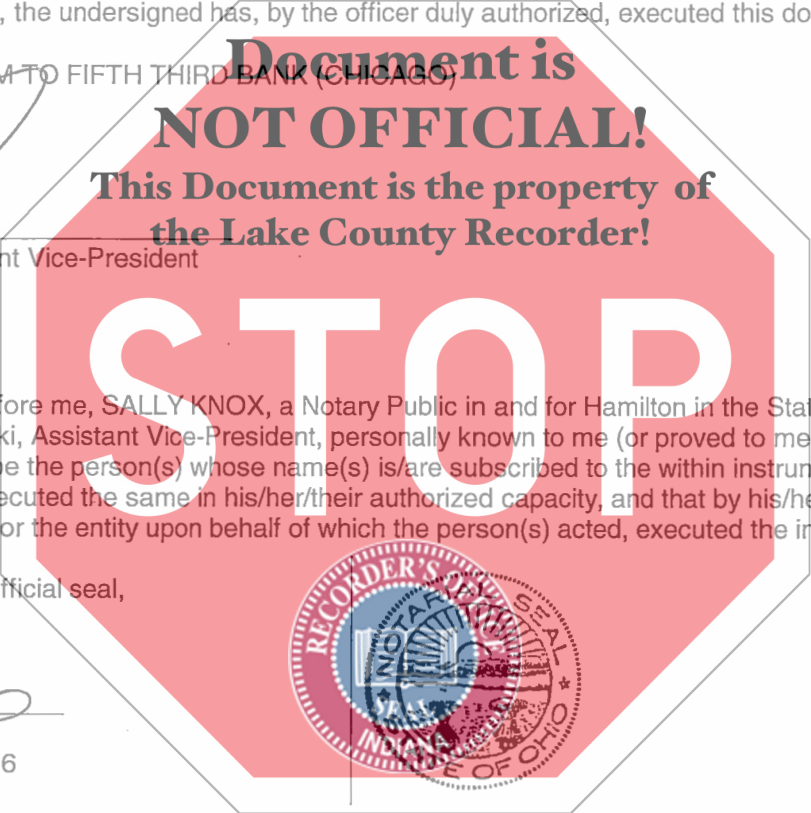 , the undersigned has, by the officer duly authorized, executed this do
M TO FIFTH THIRD BANK (CHICAGO)
Document is
NOT OFFICIAL!
This Document is the property of
the Lake County Recorder!
nt Vice-President
STOP
fore me, SALLY KNOX, a Notary Public in and for Hamilton in the Stat
ki, Assistant Vice-President, personally known to me (or proved to me
be the person(s) whose name(s) is/are subscribed to the within instrum
ecuted the same in his/her/their authorized capacity, and that by his/he
or the entity upon behalf of which the person(s) acted, executed the in
fficial seal,
RECORDER'S OFFICE
SEAL
INDIANA
NOTARIAL SEAL
OF OHIO
6